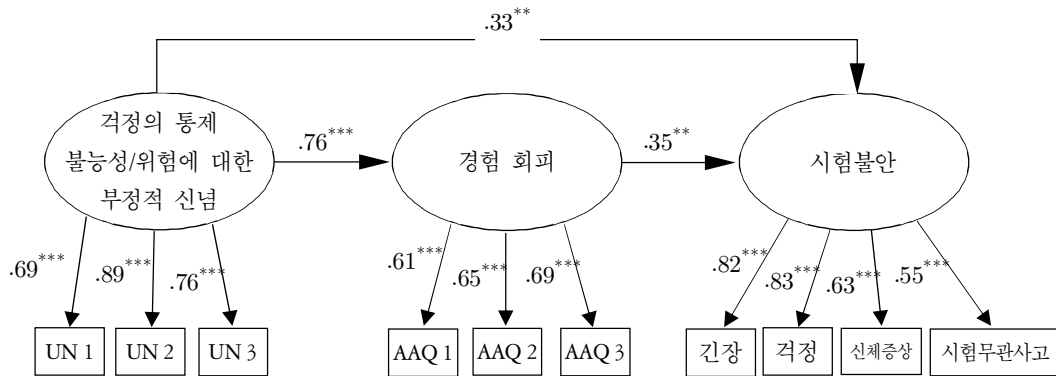 .33**
걱정의 통제
불능성/위험에 대한
부정적 신념
.76***
경험 회피
.35**
시험불안
.69***
.89***
.76***
.61***
.65***
.69***
.82***
.83***
.63***
.55***
UN 1
UN 2
UN 3
AAQ 1
AAQ 2
AAQ 3
긴장
걱정
신체증상
시험무관사고